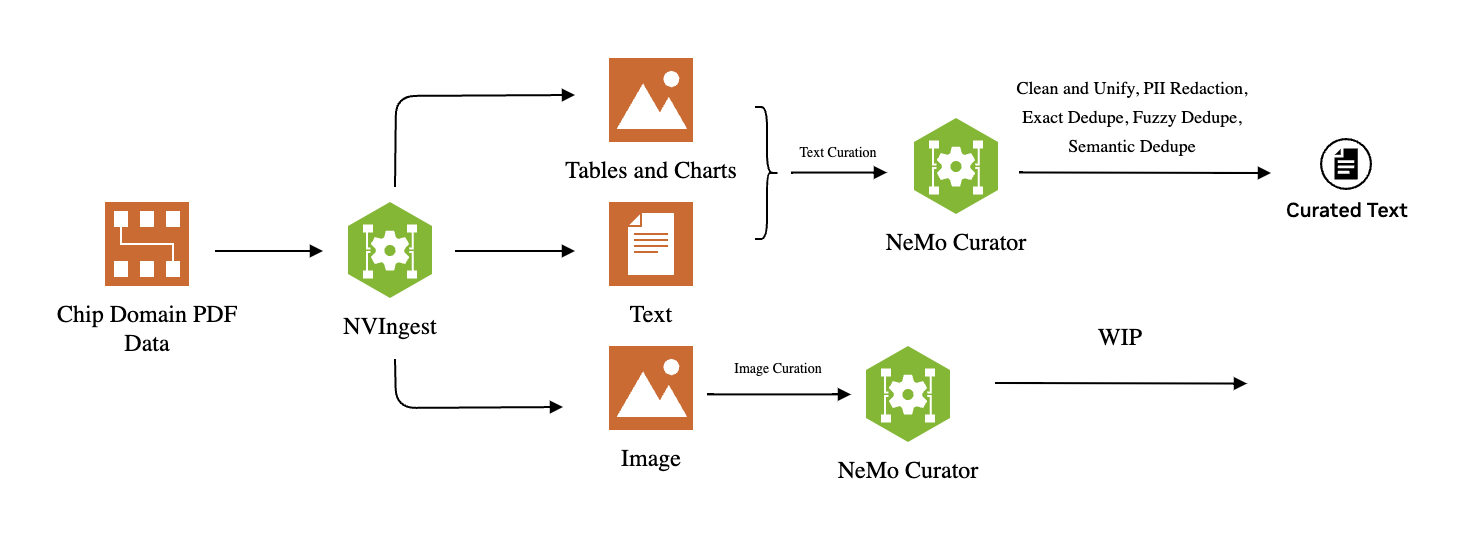 Clean and Unify, PII Redaction,
Exact Dedupe, Fuzzy Dedupe,
Semantic Dedupe
Text Curation
Tables and Charts
Curated Text
NeMo Curator
Chip Domain PDF
Data
NVIngest
Text
WIP
Image Curation
Image
NeMo Curator